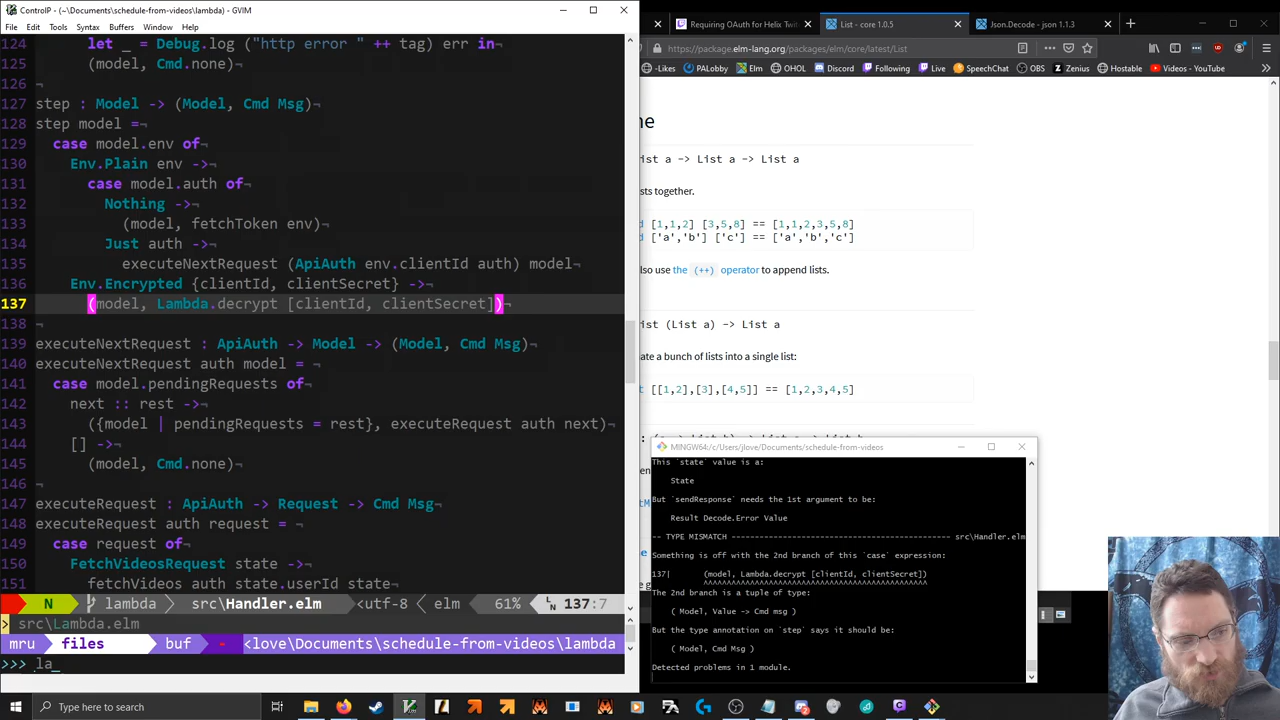 ControlP - (~\Documents\schedule-from-videos\lambda) - GVIM
File Edit Tools Syntax Buffers Window Help
124 let _ = Debug.log ("http error " ++ tag) err in¬
125 (model, Cmd.none)¬
126 ¬
127 step : Model -> (Model, Cmd Msg)¬
128 step model =¬
129 case model.env of¬
130 Env.Plain env ->¬
131 case model.auth of¬
132 Nothing ->¬
133 (model, fetchToken env)¬
134 Just auth ->¬
135 executeNextRequest (ApiAuth env.clientId auth) model¬
136 Env.Encrypted {clientId, clientSecret} ->¬
137 (model, Lambda.decrypt [clientId, clientSecret])¬
138 ¬
139 executeNextRequest : ApiAuth -> Model -> (Model, Cmd Msg)¬
140 executeNextRequest auth model = ¬
141 case model.pendingRequests of¬
142 next :: rest ->¬
143 ({model | pendingRequests = rest}, executeRequest auth next)¬
144 [] ->¬
145 (model, Cmd.none)¬
146 ¬
147 executeRequest : ApiAuth -> Request -> Cmd Msg¬
148 executeRequest auth request = ¬
149 case request of¬
150 FetchVideosRequest state ->¬
151 fetchVideos auth state.userId state¬
N lambda src\Handler.elm <utf-8 < elm 61% 137:7
> src\Lambda.elm
mru files buf - <love\Documents\schedule-from-videos\lambda
>>> la_
Requiring OAuth for Helix Twit
List - core 1.0.5
Json.Decode - json 1.1.3
https://package.elm-lang.org/packages/elm/core/latest/List
-Likes PALobby Elm OHOL Discord Following Live SpeechChat OBS Zenius Hostable Videos - YouTube
ne
ist a -> List a -> List a
sts together.
d [1,1,2] [3,5,8] == [1,1,2,3,5,8]
d ['a','b'] ['c'] == ['a','b','c']
lso use the (++) operator to append lists.
ist (List a) -> List a
ate a bunch of lists into a single list:
t [[1,2],[3],[4,5]] == [1,2,3,4,5]
MINGW64:/c/Users/jlove/Documents/schedule-from-videos
This `state` value is a:
State
But `sendResponse` needs the 1st argument to be:
Result Decode.Error Value
-- TYPE MISMATCH ---------------------------------------------- src\Handler.elm
Something is off with the 2nd branch of this `case` expression:
137| (model, Lambda.decrypt [clientId, clientSecret])
^^^^^^^^^^^^^^^^^^^^^^^^^^^^^^^^^^^^^^^^^^^^^^^^
The 2nd branch is a tuple of type:
( Model, Value -> Cmd msg )
But the type annotation on `step` says it should be:
( Model, Cmd Msg )
Detected problems in 1 module.
Type here to search